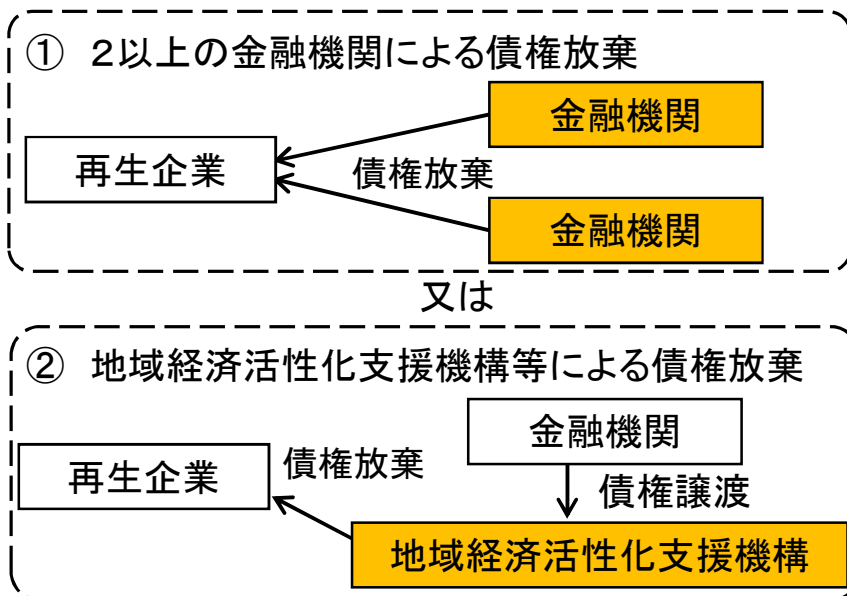 ① ２以上の金融機関による債権放棄
金融機関
再生企業
債権放棄
金融機関
又は
② 地域経済活性化支援機構等による債権放棄
金融機関
再生企業
債権放棄
債権譲渡
地域経済活性化支援機構